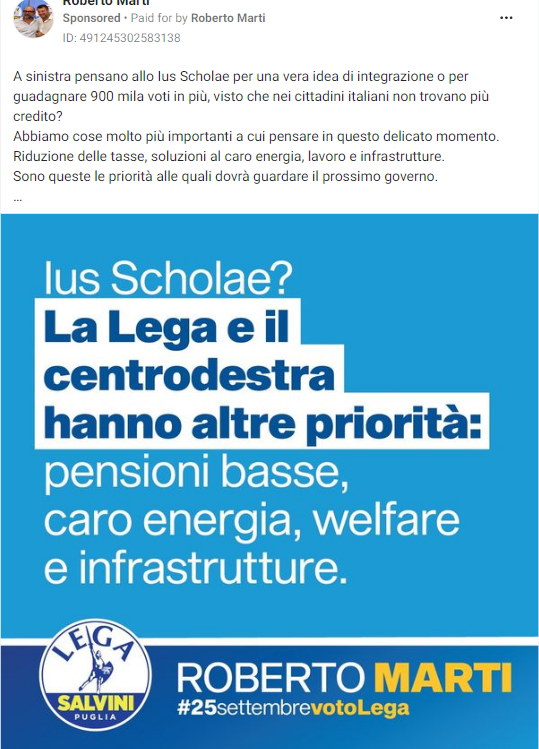 Roberto Marti
Sponsored • Paid for by Roberto Marti
ID: 491245302583138
A sinistra pensano allo Ius Scholae per una vera idea di integrazione o per
guadagnare 900 mila voti in più, visto che nei cittadini italiani non trovano più
credito?
Abbiamo cose molto più importanti a cui pensare in questo delicato momento.
Riduzione delle tasse, soluzioni al caro energia, lavoro e infrastrutture.
Sono queste le priorità alle quali dovrà guardare il prossimo governo.
...
Ius Scholae?
La Lega e il
centrodestra
hanno altre priorità:
pensioni basse,
caro energia, welfare
e infrastrutture.
LEGA
SALVINI
PUGLIA
ROBERTO MARTI
#25settembrevotoLega